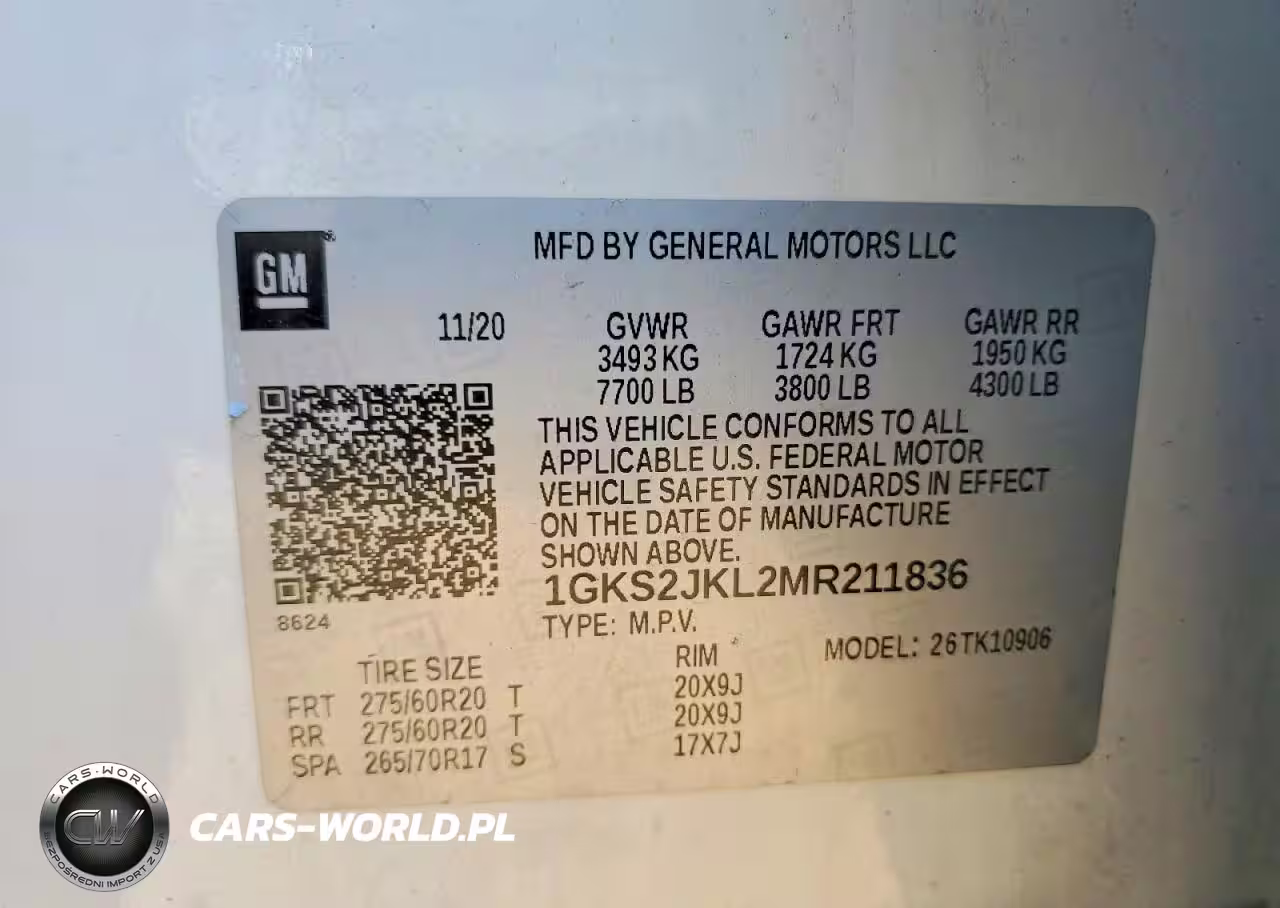 GM
MFD BY GENERAL MOTORS LLC
11/20 GVWR GAWR FRT GAWR RR
3493 KG 1724 KG 1950 KG
7700 LB 3800 LB 4300 LB
THIS VEHICLE CONFORMS TO ALL
APPLICABLE U.S. FEDERAL MOTOR
VEHICLE SAFETY STANDARDS IN EFFECT
ON THE DATE OF MANUFACTURE
SHOWN ABOVE.
1GKS2JKL2MR211836
8624
TYPE: M.P.V. MODEL: 26TK10906
TIRE SIZE RIM
FRT 275/60R20 T 20X9J
RR 275/60R20 T 20X9J
SPA 265/70R17 S 17X7J
CARS-WORLD
CW
BEZPOŚREDNI IMPORT Z USA
CARS-WORLD.PL